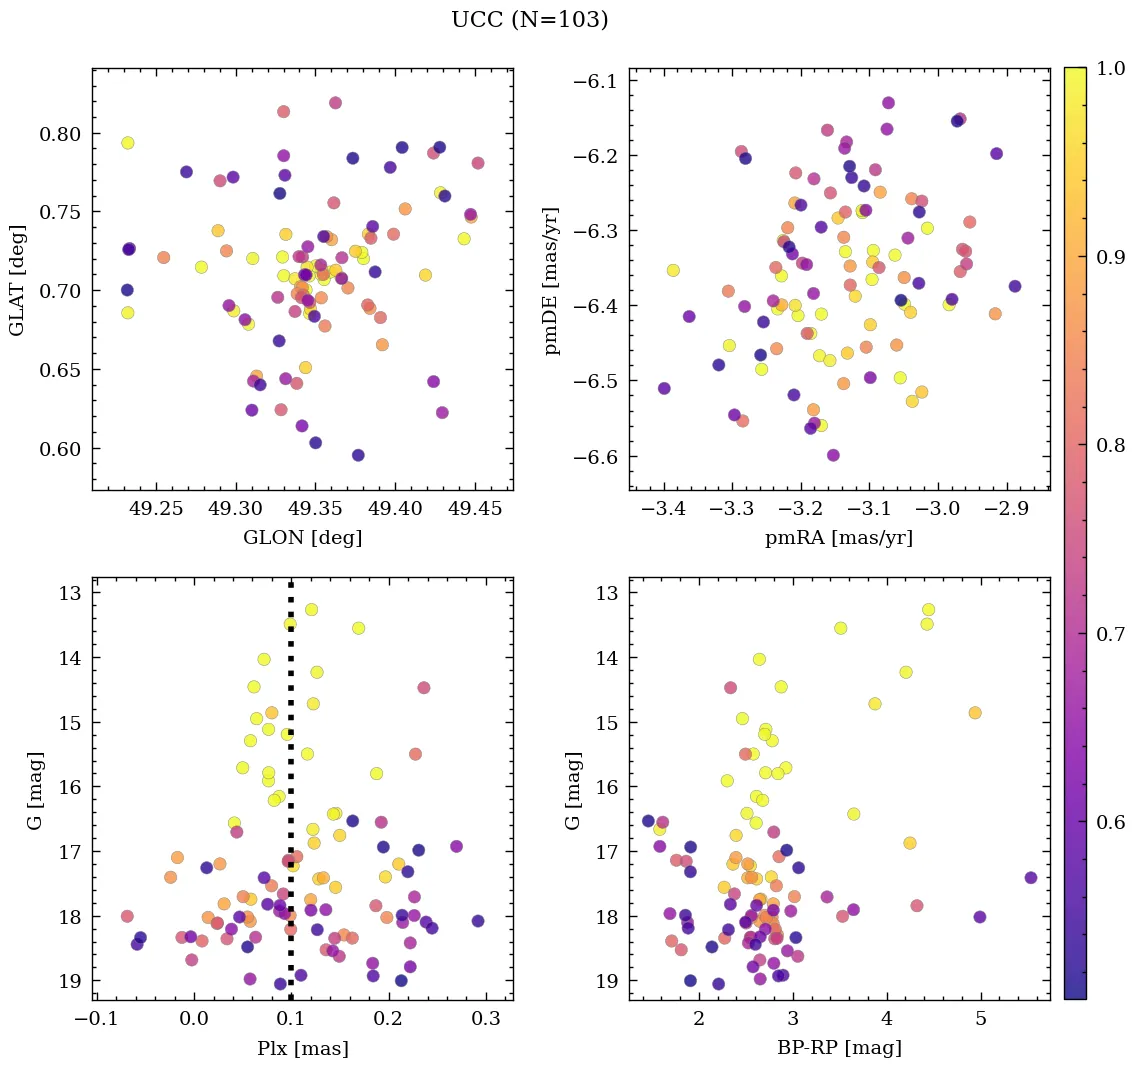 UCC (N=103)
0.80
0.75
0.70
0.65
0.60
GLAT [deg]
49.25 49.30 49.35 49.40 49.45
GLON [deg]
−6.1
−6.2
−6.3
−6.4
−6.5
−6.6
pmDE [mas/yr]
−3.4 −3.3 −3.2 −3.1 −3.0 −2.9
pmRA [mas/yr]
1.0
0.9
0.8
0.7
0.6
13
14
15
16
17
18
19
G [mag]
−0.1 0.0 0.1 0.2 0.3
Plx [mas]
13
14
15
16
17
18
19
G [mag]
2 3 4 5
BP-RP [mag]